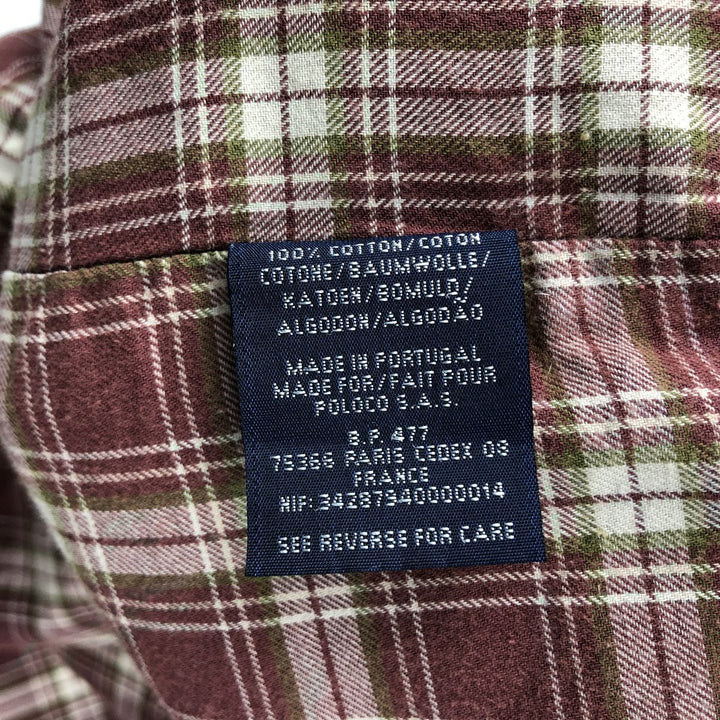 100% COTTON/COTON
COTONE/BAUMWOLLE/
KATOEN/BOMULD/
ALGODON/ALGODÃO
MADE IN PORTUGAL
MADE FOR/FAIT POUR
POLOCO S.A.S.
B.P. 477
75366 PARIS CEDEX 08
FRANCE
NIP:34287340000014
SEE REVERSE FOR CARE